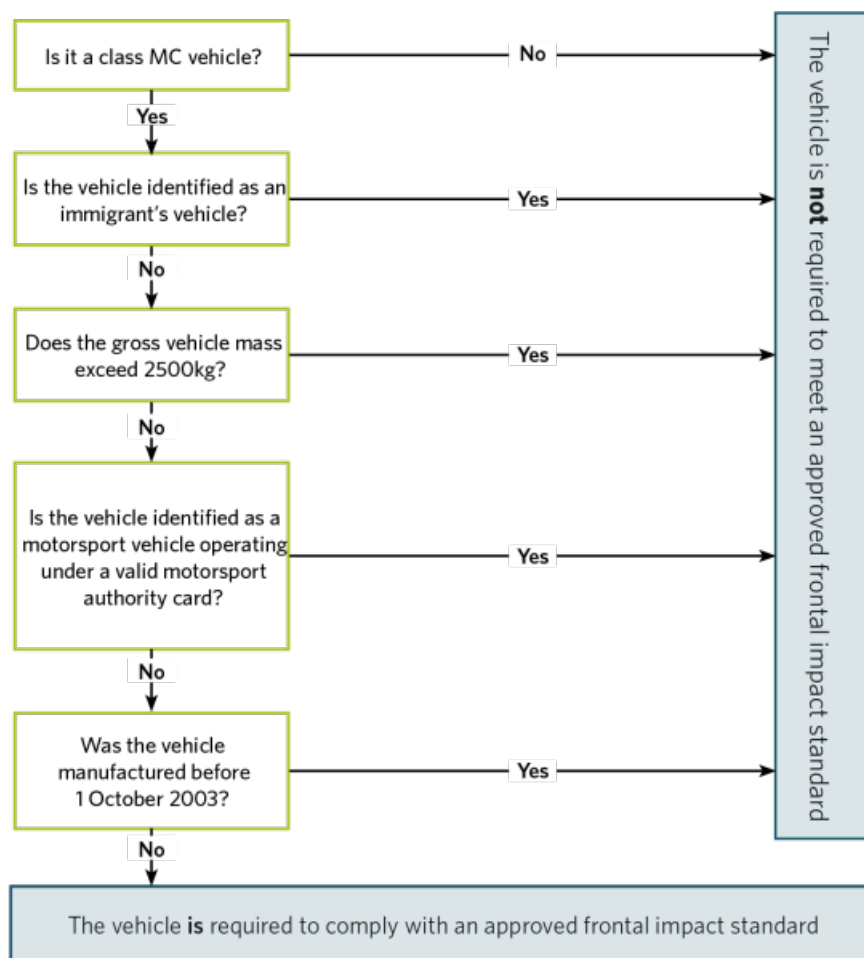 Is it a class MC vehicle?
No
Yes
Is the vehicle identified as an
immigrant's vehicle?
Yes
No
Does the gross vehicle mass
exceed 2500kg?
Yes
No
Is the vehicle identified as a
motorsport vehicle operating
under a valid motorsport
authority card?
Yes
No
Was the vehicle
manufactured before
1 October 2003?
Yes
No
The vehicle is not required to meet an approved frontal impact standard
The vehicle is required to comply with an approved frontal impact standard